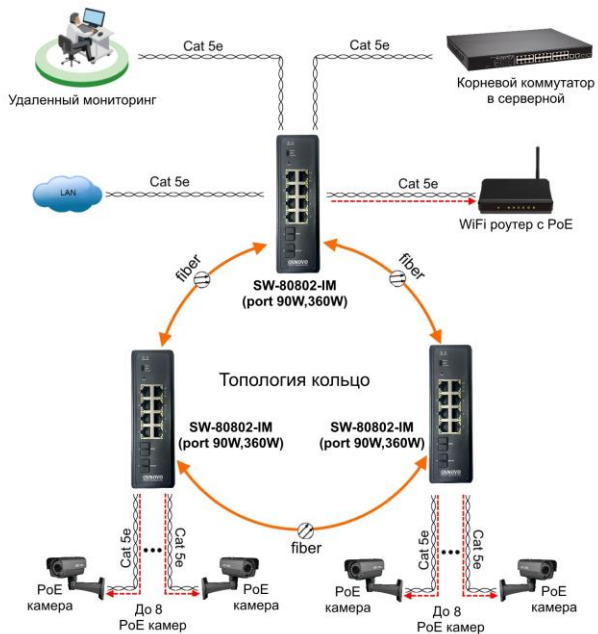 Cat 5e
Cat 5e
Удаленный мониторинг
Корневой коммутатор
в серверной
LAN
Cat 5e
Cat 5e
WiFi роутер с PoE
OSNOVO
fiber
fiber
SW-80802-IM
(port 90W,360W)
Топология кольцо
SW-80802-IM
(port 90W,360W)
SW-80802-IM
(port 90W,360W)
OSNOVO
OSNOVO
fiber
Cat 5e
Cat 5e
Cat 5e
Cat 5e
...
...
PoE
камера
PoE
камера
PoE
камера
PoE
камера
До 8
PoE камер
До 8
PoE камер